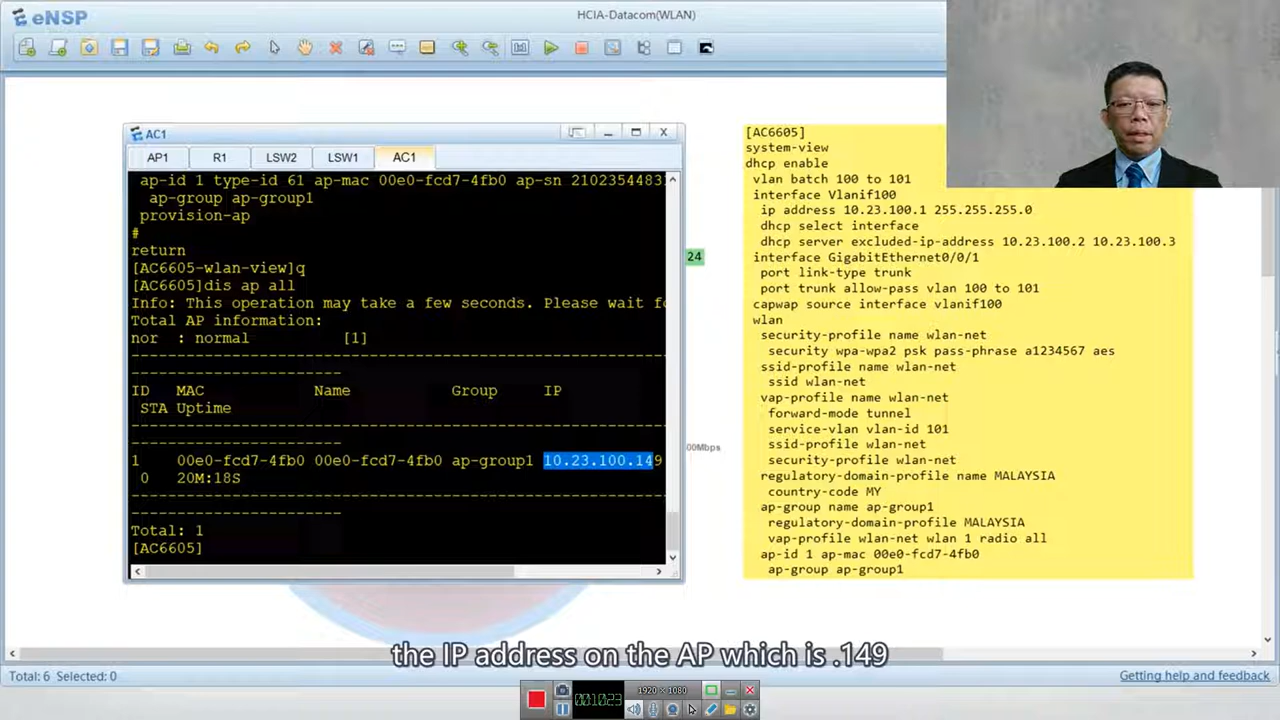 eNSP
HCIA-Datacom(WLAN)
AC1
AP1 R1 LSW2 LSW1 AC1
ap-id 1 type-id 61 ap-mac 00e0-fcd7-4fb0 ap-sn 210235448
ap-group ap-group1
provision-ap
#
return
[AC6605-wlan-view]q
[AC6605]dis ap all
Info: This operation may take a few seconds. Please wait fo
Total AP information:
nor : normal [1]
--------------------------------------------------------------
------------------------
ID MAC Name Group IP
STA Uptime
--------------------------------------------------------------
------------------------
1 00e0-fcd7-4fb0 00e0-fcd7-4fb0 ap-group1 10.23.100.149
0 20M:18S
--------------------------------------------------------------
------------------------
Total: 1
[AC6605]
24
00Mbps
[AC6605]
system-view
dhcp enable
vlan batch 100 to 101
interface Vlanif100
ip address 10.23.100.1 255.255.255.0
dhcp select interface
dhcp server excluded-ip-address 10.23.100.2 10.23.100.3
interface GigabitEthernet0/0/1
port link-type trunk
port trunk allow-pass vlan 100 to 101
capwap source interface vlanif100
wlan
security-profile name wlan-net
security wpa-wpa2 psk pass-phrase a1234567 aes
ssid-profile name wlan-net
ssid wlan-net
vap-profile name wlan-net
forward-mode tunnel
service-vlan vlan-id 101
ssid-profile wlan-net
security-profile wlan-net
regulatory-domain-profile name MALAYSIA
country-code MY
ap-group name ap-group1
regulatory-domain-profile MALAYSIA
vap-profile wlan-net wlan 1 radio all
ap-id 1 ap-mac 00e0-fcd7-4fb0
ap-group ap-group1
the IP address on the AP which is .149
Total: 6 Selected: 0
Getting help and feedback
1920 × 1080